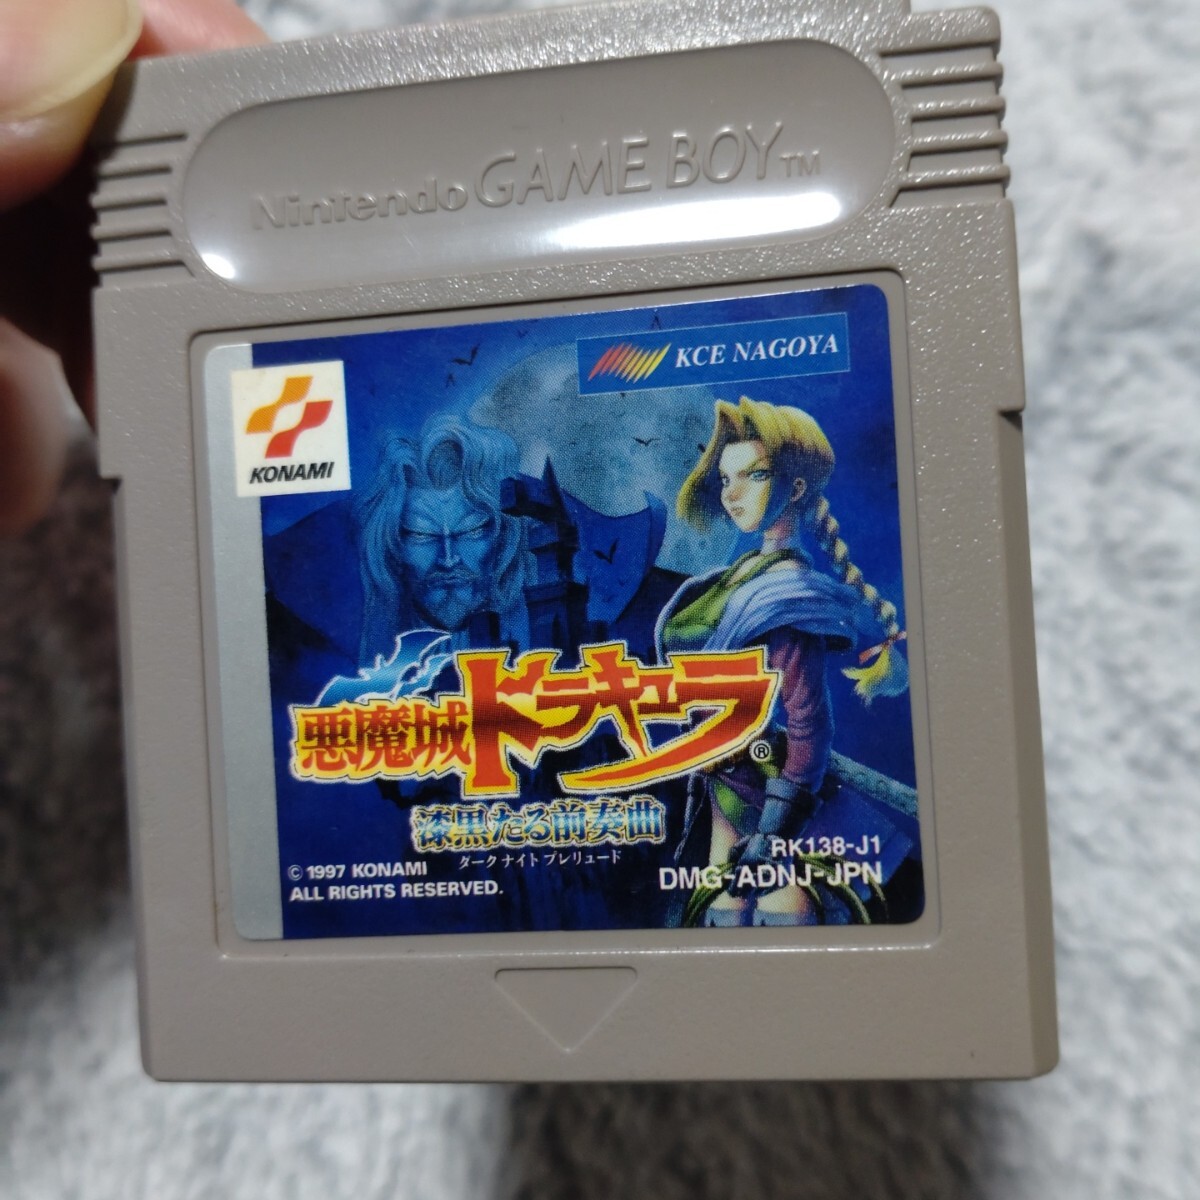 Nintendo GAME BOY™
KCE NAGOYA
KONAMI
悪魔城ドラキュラ®
漆黒たる前奏曲
ダークナイトプレリュード
© 1997 KONAMI
ALL RIGHTS RESERVED.
RK138-J1
DMG-ADNJ-JPN